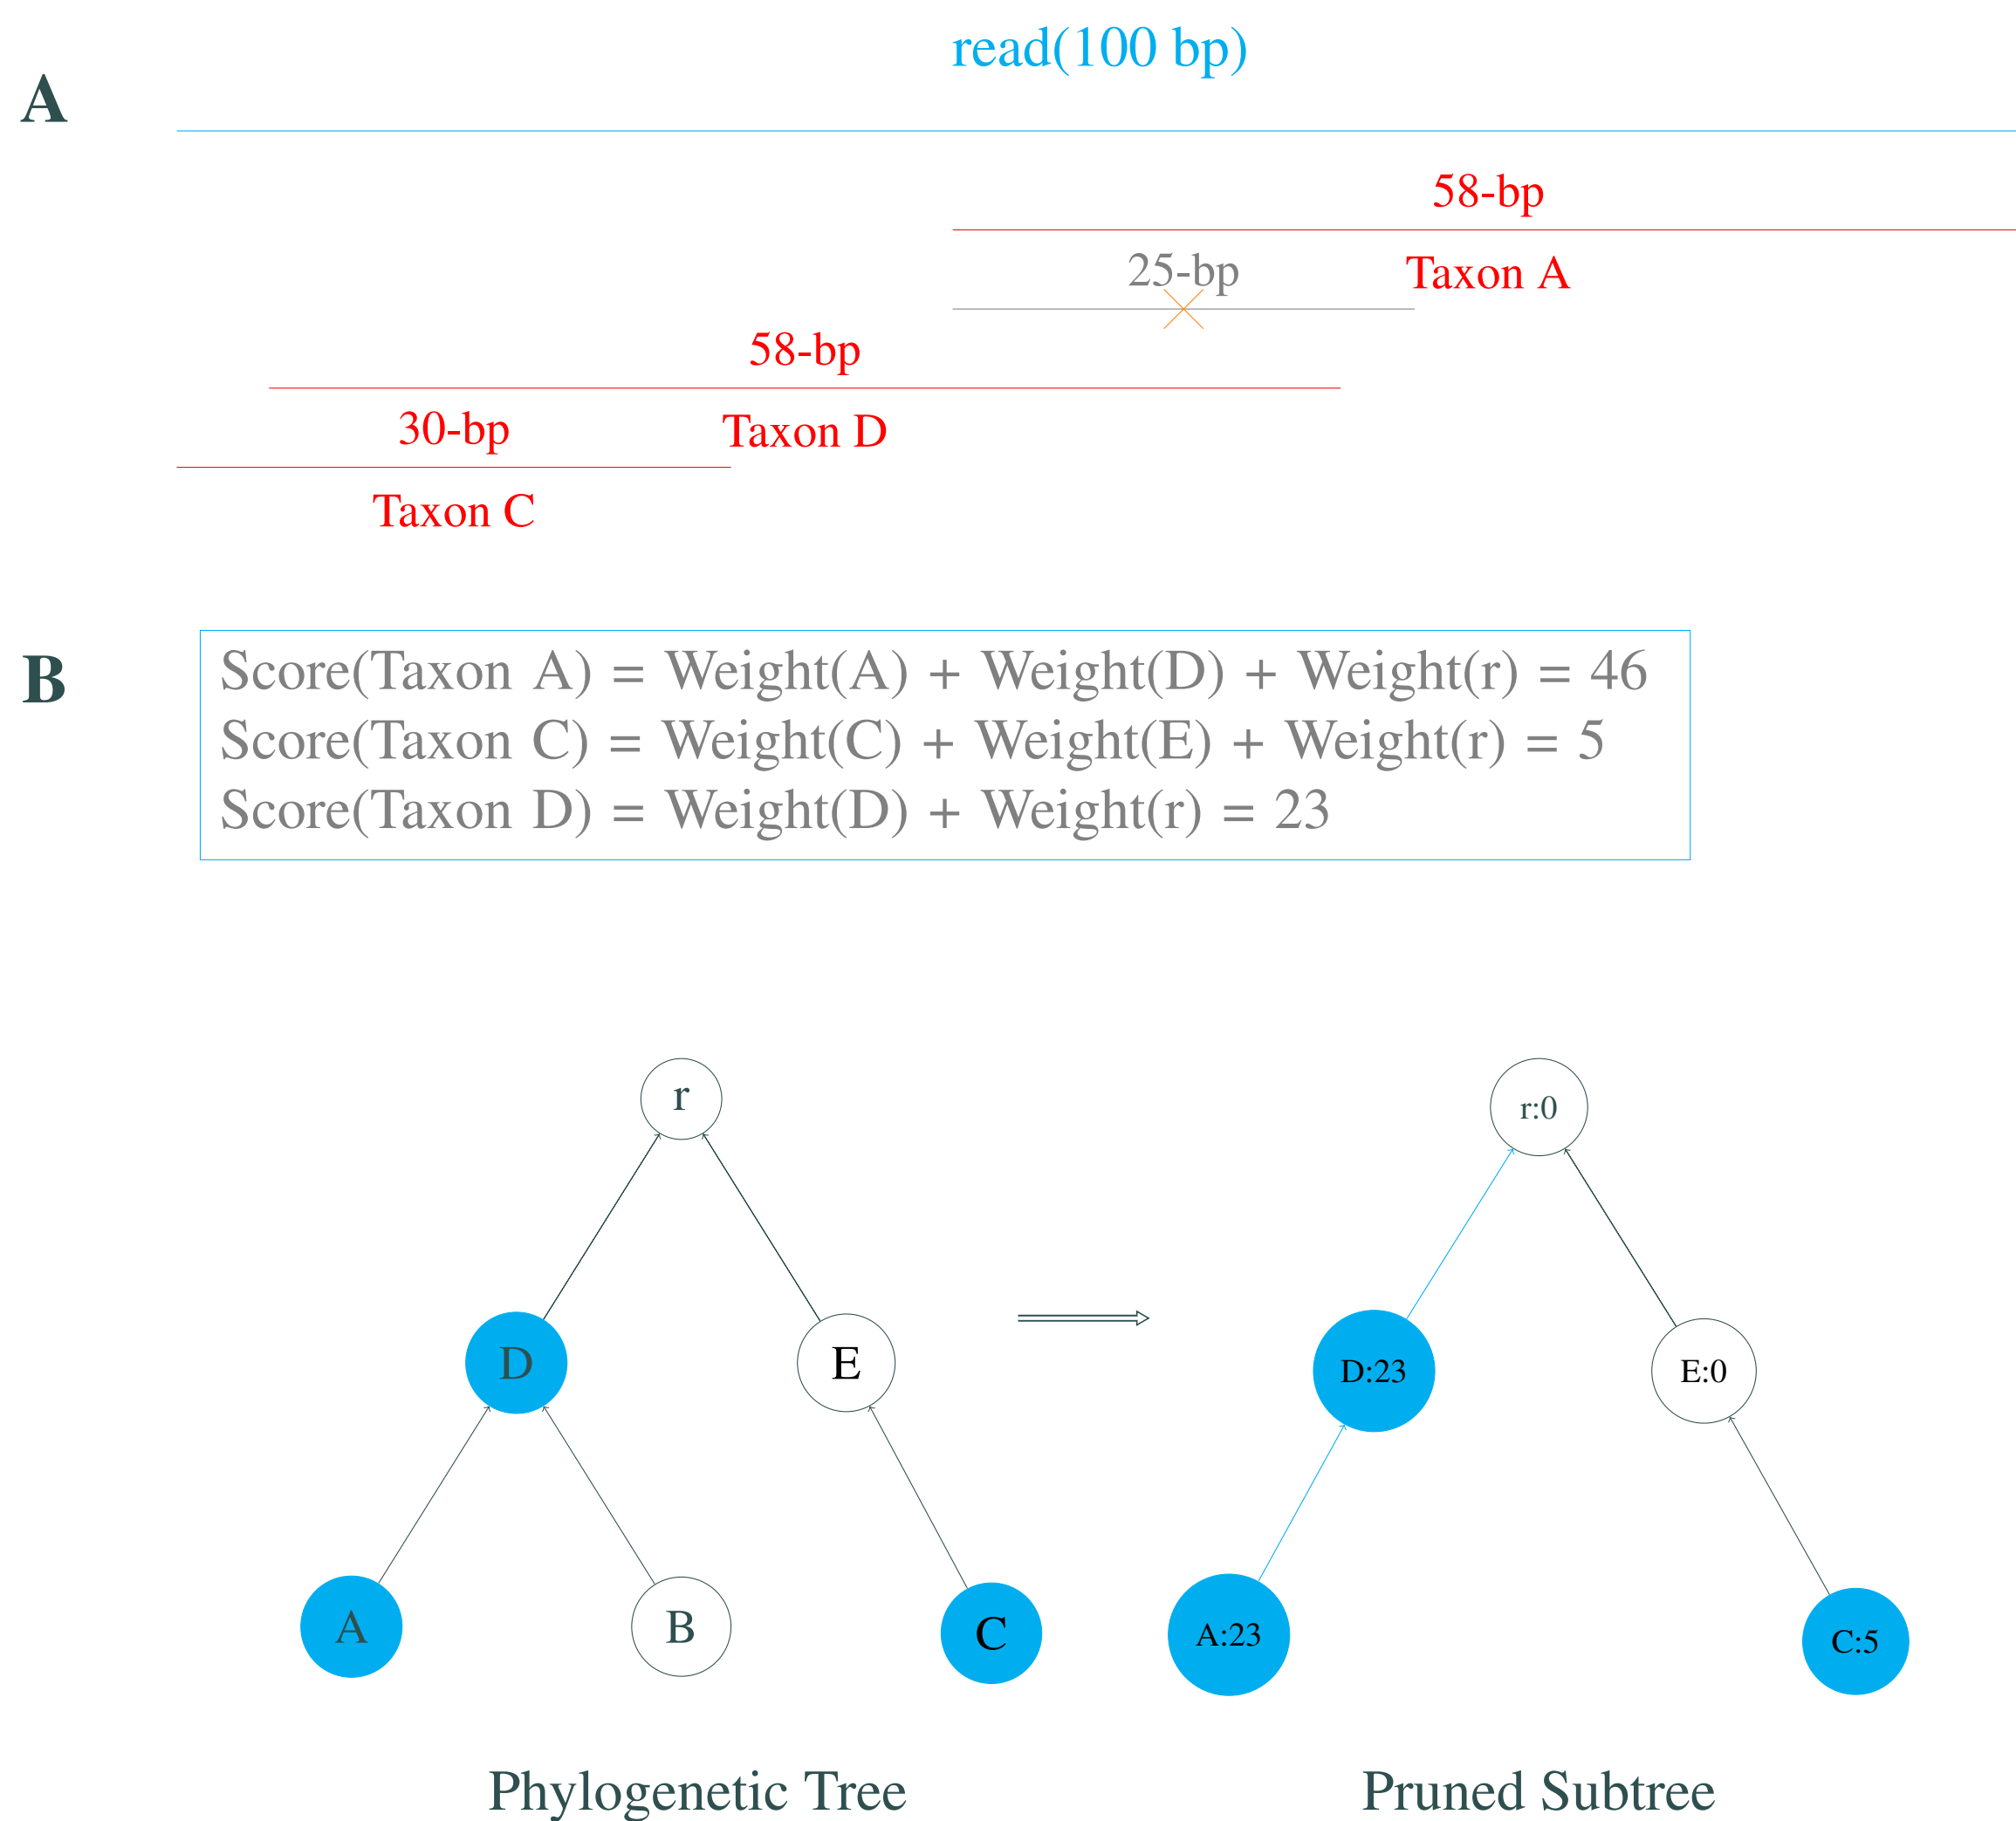 read(100 bp)
A
58-bp
Taxon A
25-bp
58-bp
Taxon D
30-bp
Taxon C
B
Score(Taxon A) = Weight(A) + Weight(D) + Weight(r) = 46
Score(Taxon C) = Weight(C) + Weight(E) + Weight(r) = 5
Score(Taxon D) = Weight(D) + Weight(r) = 23
r
D
E
A
B
C
Phylogenetic Tree
r:0
D:23
E:0
A:23
C:5
Pruned Subtree